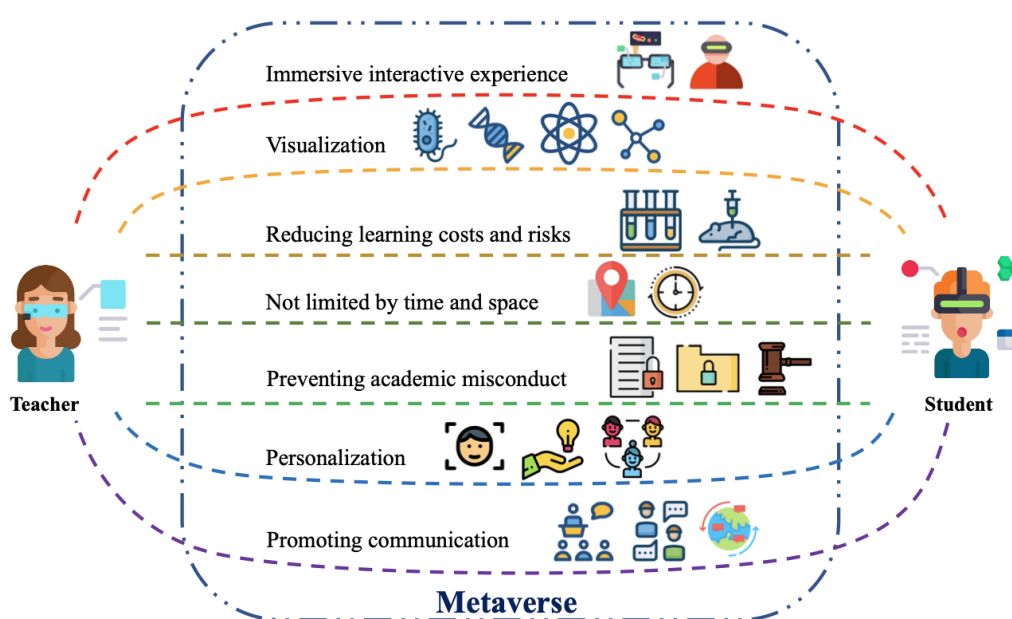 Immersive interactive experience
Visualization
Reducing learning costs and risks
Not limited by time and space
Preventing academic misconduct
Teacher
Student
Personalization
Promoting communication
Metaverse